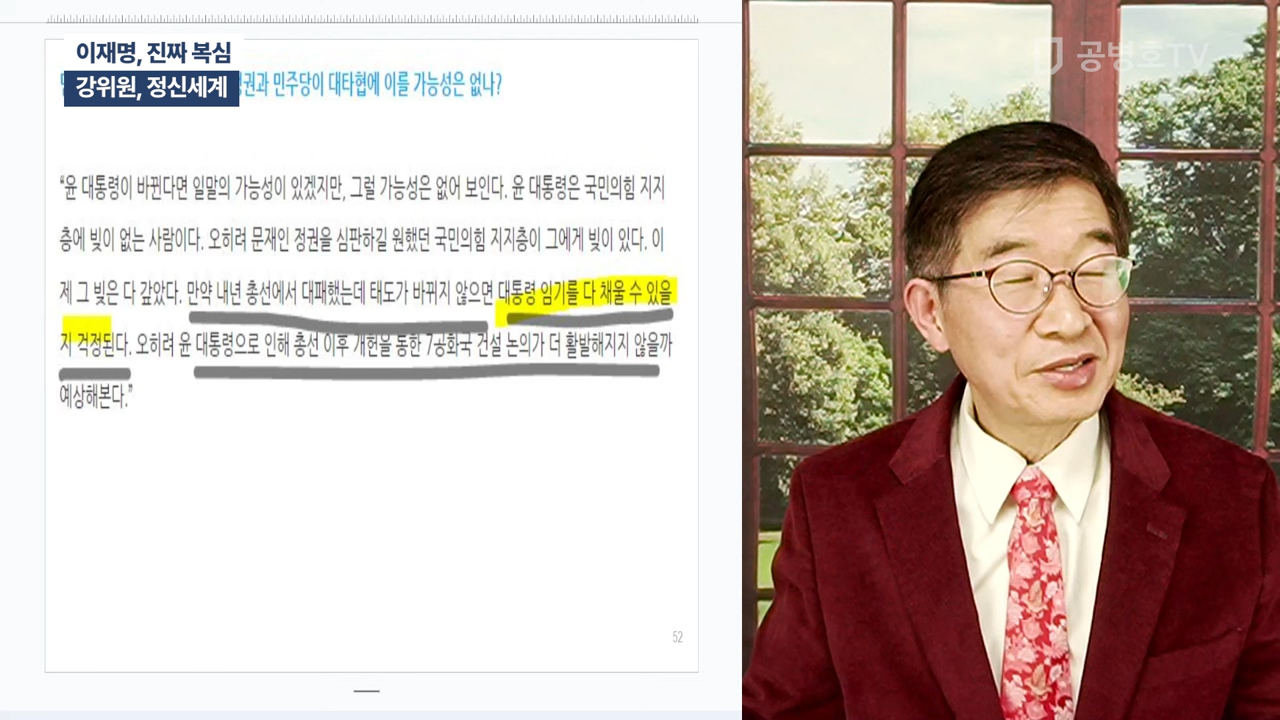 이재명, 진짜 복심
강위원, 정신세계
정권과 민주당이 대타협에 이를 가능성은 없나?
“윤 대통령이 바뀐다면 일말의 가능성이 있겠지만, 그럴 가능성은 없어 보인다. 윤 대통령은 국민의힘 지지
층에 빚이 없는 사람이다. 오히려 문재인 정권을 심판하길 원했던 국민의힘 지지층이 그에게 빚이 있다. 이
제 그 빚은 다 갚았다. 만약 내년 총선에서 대패했는데 태도가 바뀌지 않으면 대통령 임기를 다 채울 수 있을
지 걱정된다. 오히려 윤 대통령으로 인해 총선 이후 개헌을 통한 7공화국 건설 논의가 더 활발해지지 않을까
예상해본다.”
52
공병호TV